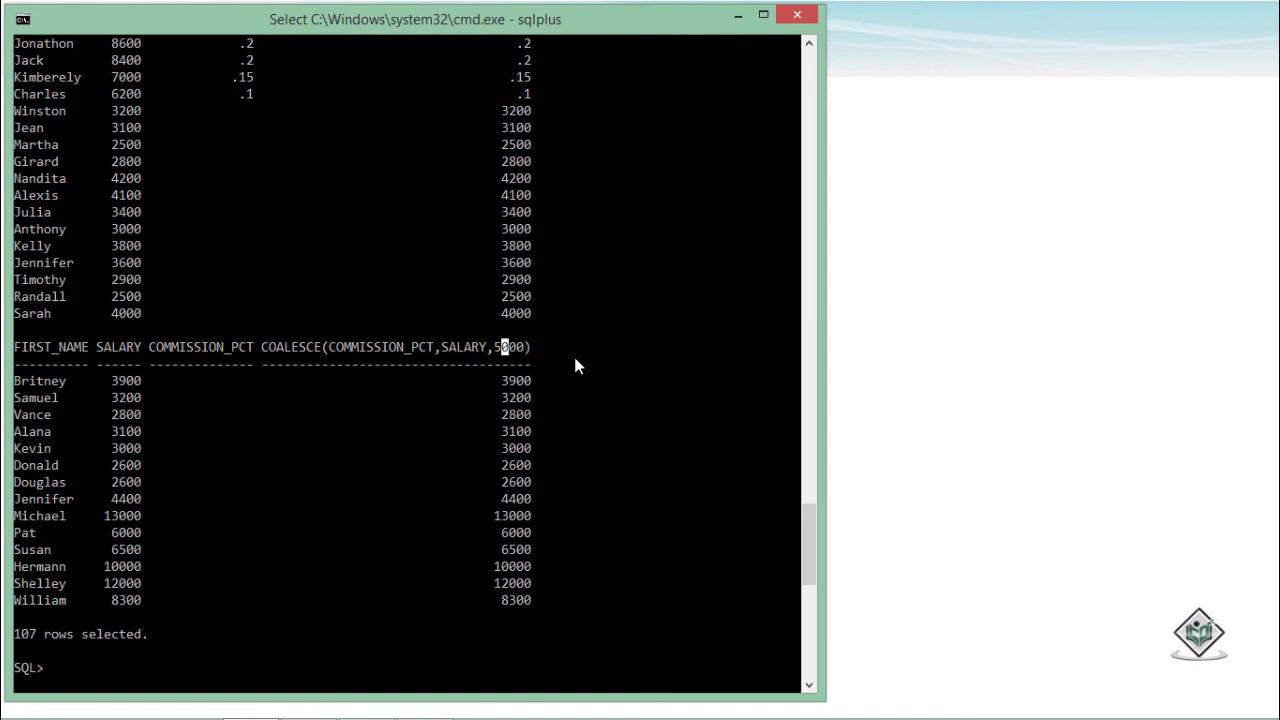 Select C:\Windows\system32\cmd.exe - sqlplus
Jonathon 8600 .2 .2
Jack 8400 .2 .2
Kimberely 7000 .15 .15
Charles 6200 .1 .1
Winston 3200 3200
Jean 3100 3100
Martha 2500 2500
Girard 2800 2800
Nandita 4200 4200
Alexis 4100 4100
Julia 3400 3400
Anthony 3000 3000
Kelly 3800 3800
Jennifer 3600 3600
Timothy 2900 2900
Randall 2500 2500
Sarah 4000 4000
FIRST_NAME SALARY COMMISSION_PCT COALESCE(COMMISSION_PCT,SALARY,5000)
---------- ------ -------------- ------------------------------------
Britney 3900 3900
Samuel 3200 3200
Vance 2800 2800
Alana 3100 3100
Kevin 3000 3000
Donald 2600 2600
Douglas 2600 2600
Jennifer 4400 4400
Michael 13000 13000
Pat 6000 6000
Susan 6500 6500
Hermann 10000 10000
Shelley 12000 12000
William 8300 8300
107 rows selected.
SQL>